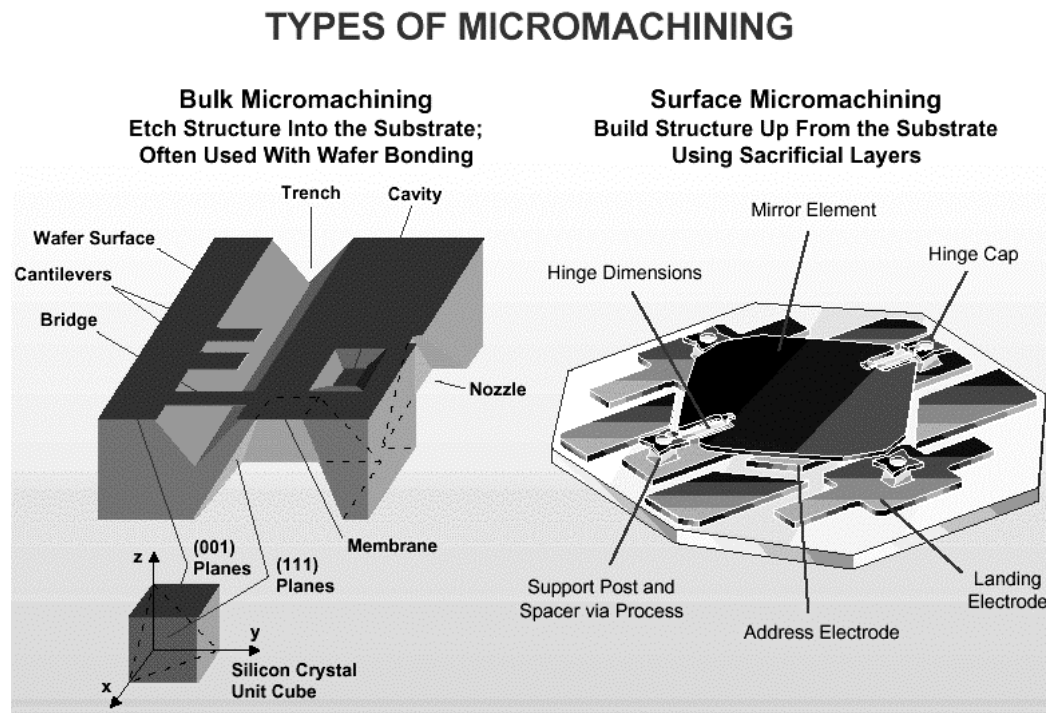 TYPES OF MICROMACHINING
Bulk Micromachining
Etch Structure Into the Substrate;
Often Used With Wafer Bonding
Trench
Cavity
Wafer Surface
Cantilevers
Bridge
Nozzle
Membrane
(001)
Planes
(111)
Planes
z
y
x
Silicon Crystal
Unit Cube
Surface Micromachining
Build Structure Up From the Substrate
Using Sacrificial Layers
Mirror Element
Hinge Dimensions
Hinge Cap
Support Post and
Spacer via Process
Address Electrode
Landing
Electrode